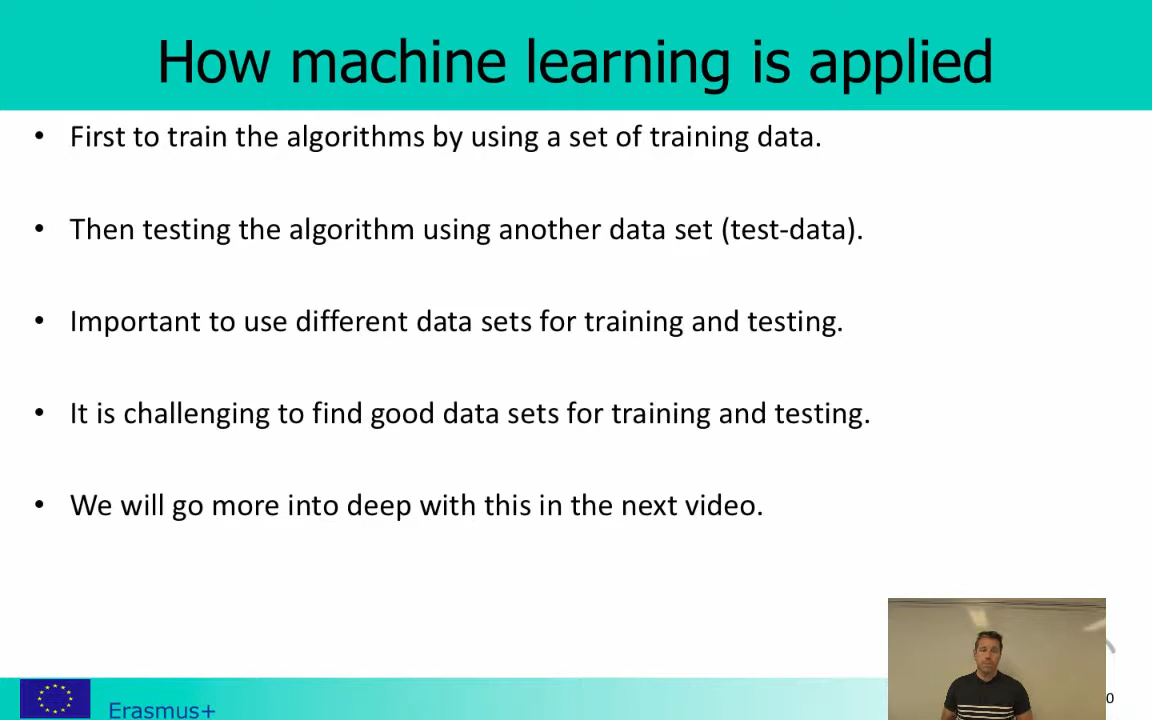 How machine learning is applied
• First to train the algorithms by using a set of training data.
• Then testing the algorithm using another data set (test-data).
• Important to use different data sets for training and testing.
• It is challenging to find good data sets for training and testing.
• We will go more into deep with this in the next video.
Erasmus+
0